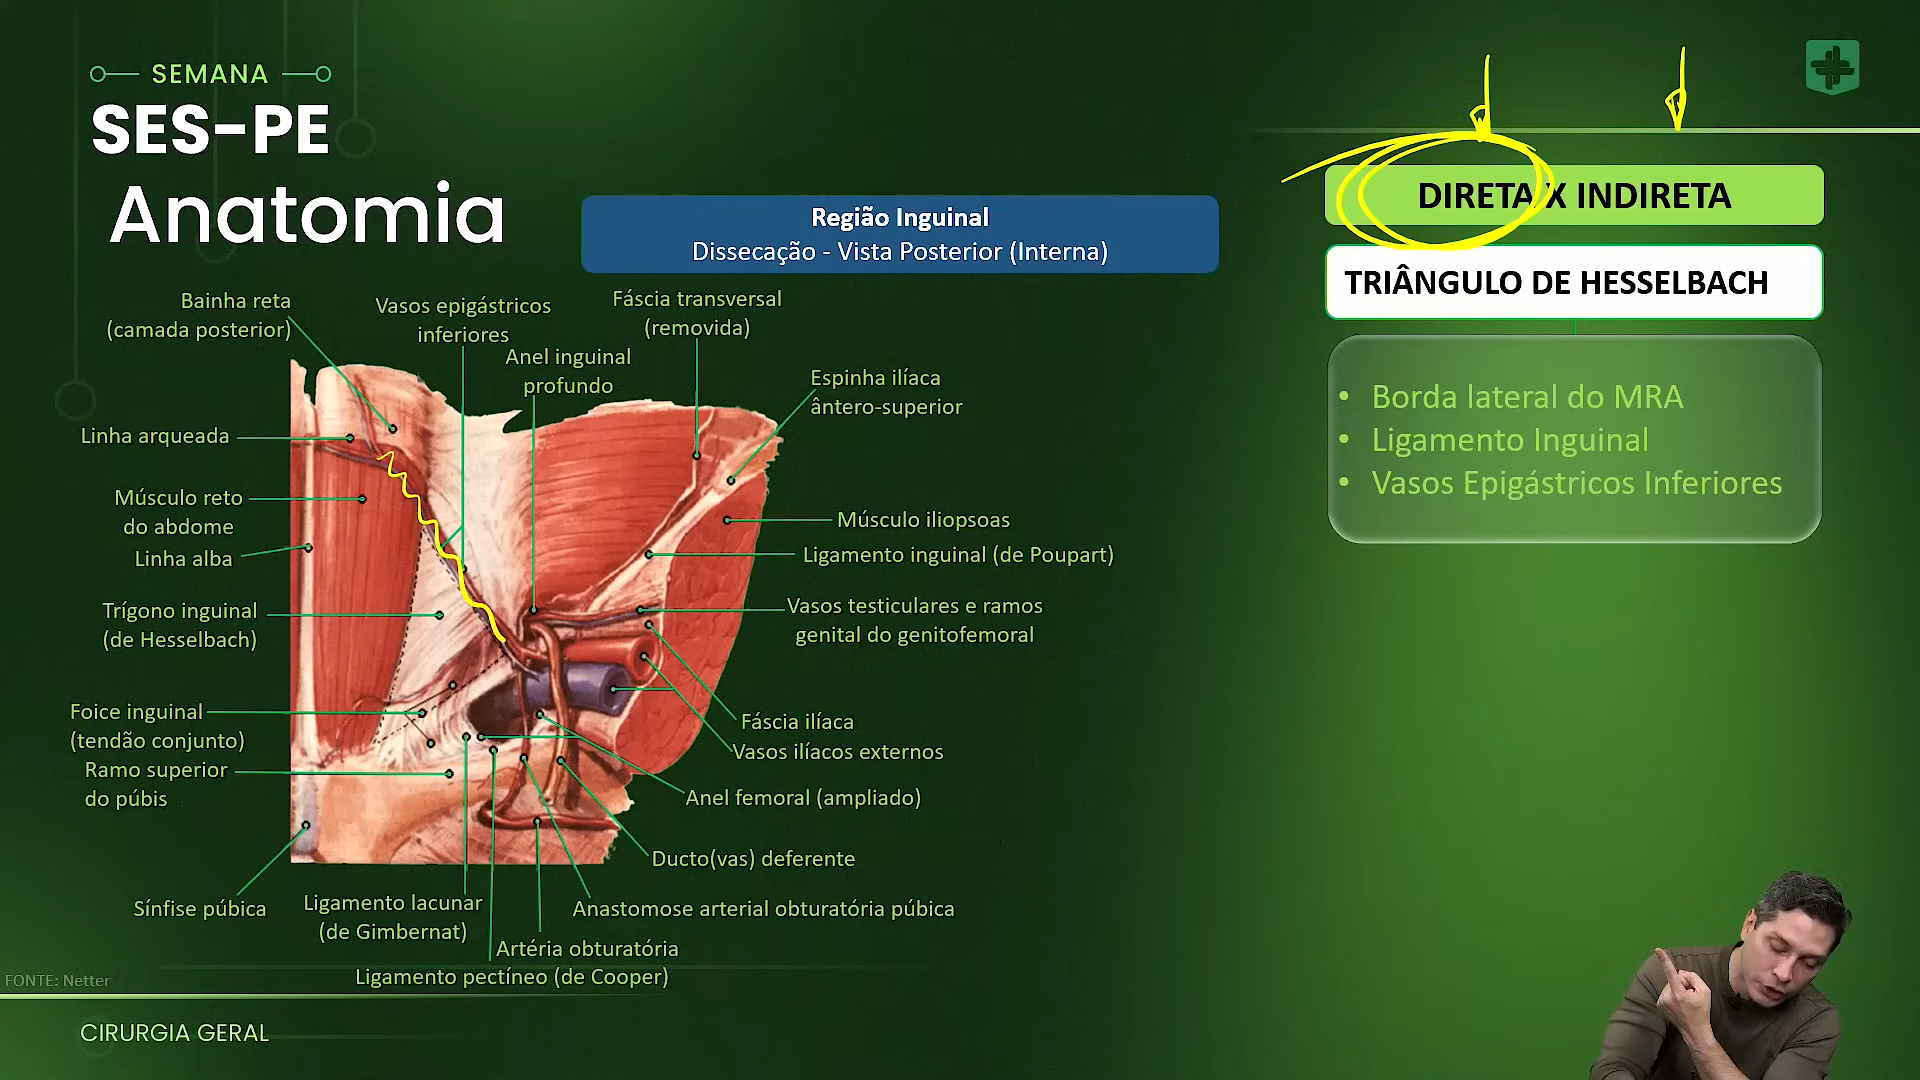 SEMANA
SES-PE
Anatomia
Região Inguinal
Dissecação - Vista Posterior (Interna)
DIRETA X INDIRETA
TRIÂNGULO DE HESSELBACH
• Borda lateral do MRA
• Ligamento Inguinal
• Vasos Epigástricos Inferiores
Bainha reta
(camada posterior)
Vasos epigástricos
inferiores
Fáscia transversal
(removida)
Anel inguinal
profundo
Espinha ilíaca
ântero-superior
Linha arqueada
Músculo reto
do abdome
Linha alba
Trígono inguinal
(de Hesselbach)
Foice inguinal
(tendão conjunto)
Ramo superior
do púbis
Sínfise púbica
Músculo iliopsoas
Ligamento inguinal (de Poupart)
Vasos testiculares e ramos
genital do genitofemoral
Fáscia ilíaca
Vasos ilíacos externos
Anel femoral (ampliado)
Ducto(vas) deferente
Anastomose arterial obturatória púbica
Ligamento lacunar
(de Gimbernat)
Artéria obturatória
Ligamento pectíneo (de Cooper)
FONTE: Netter
CIRURGIA GERAL